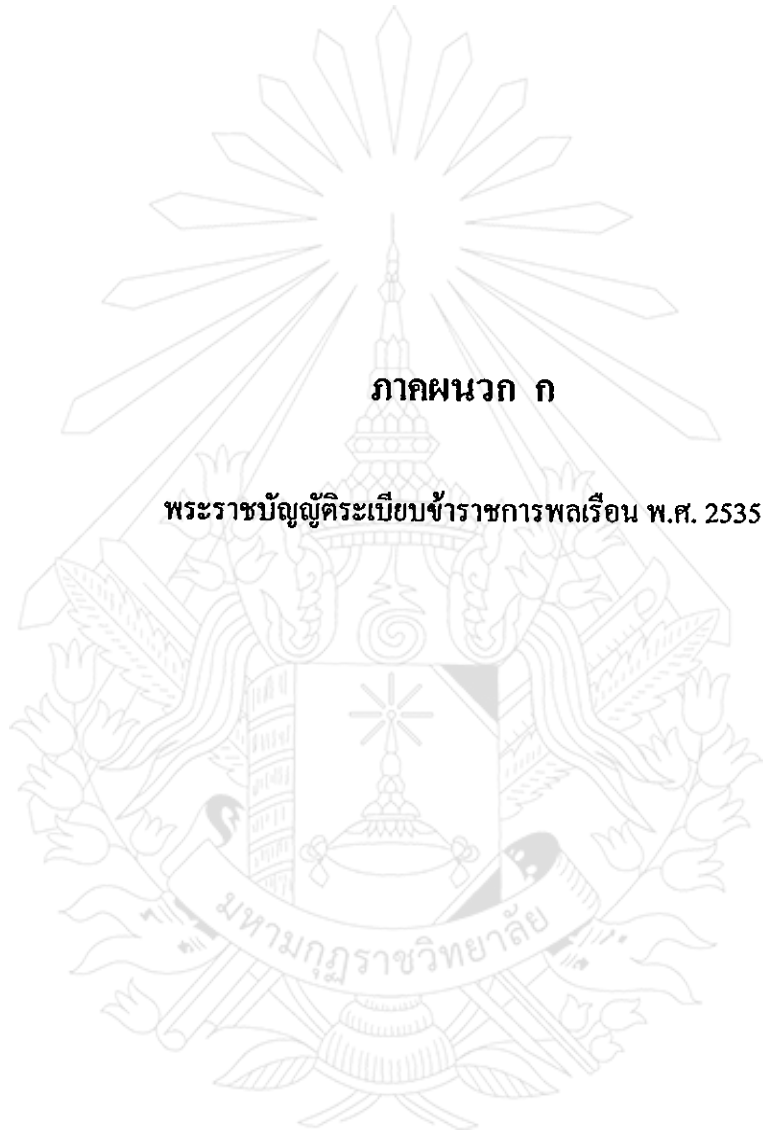 ภาคผนวก ก
พระราชบัญญัติระเบียบข้าราชการพลเรือน พ.ศ. 2535
มหามกุฏราชวิทยาลัย